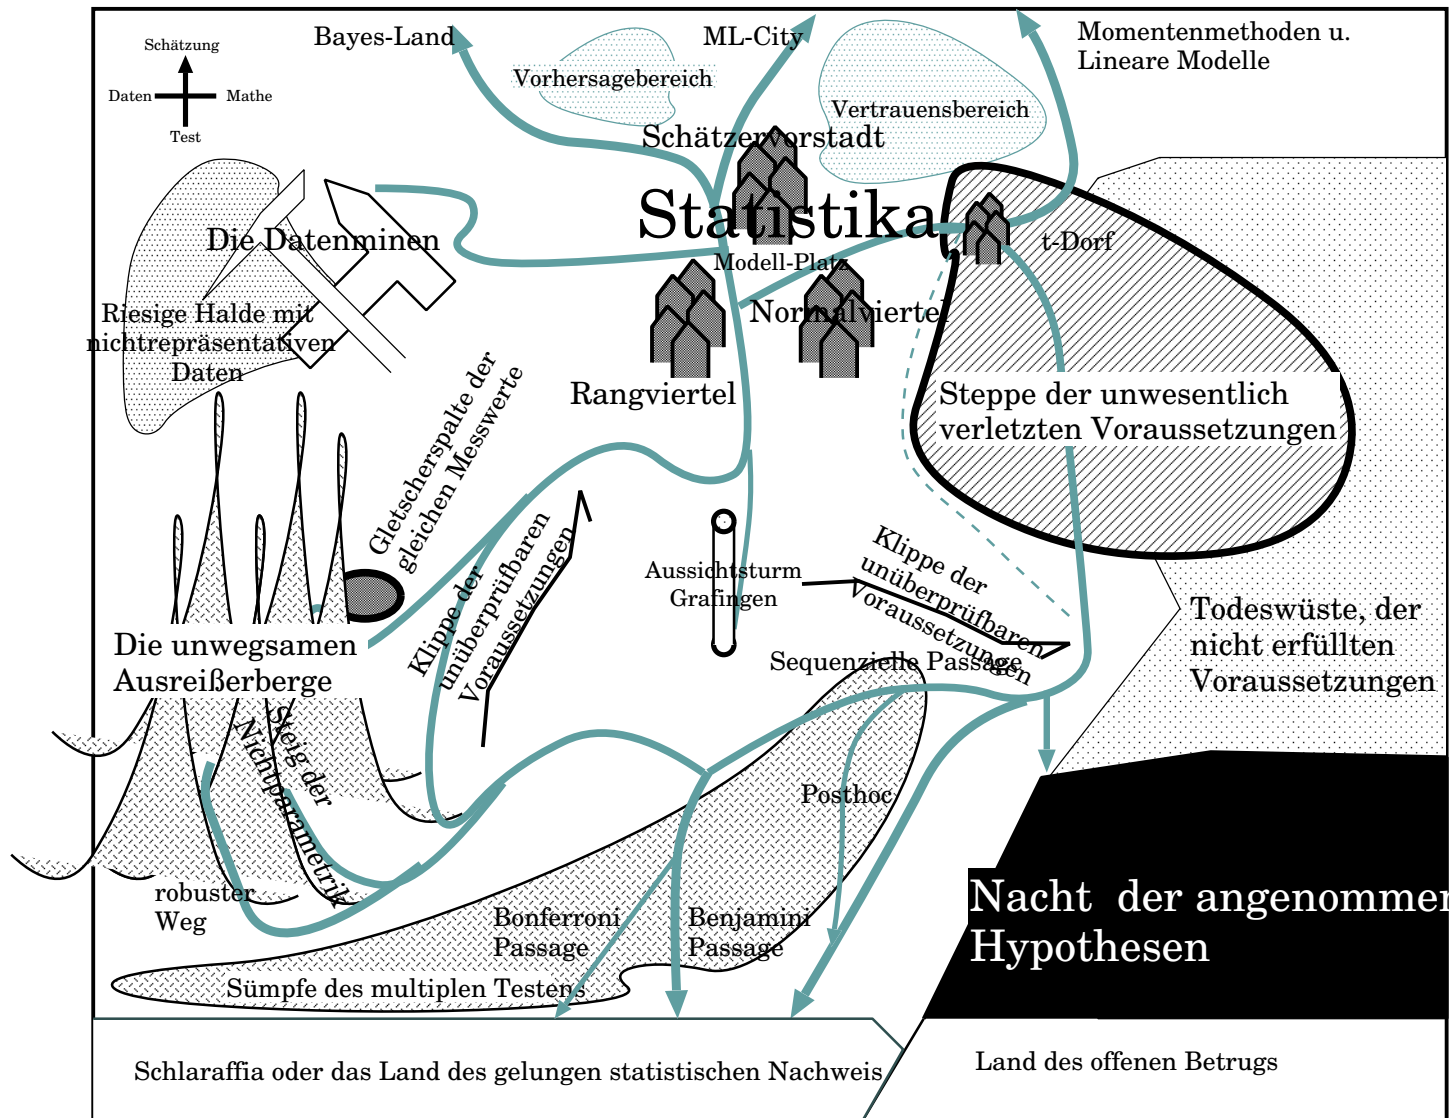 Bayes-Land
ML-City
Momentenmethoden u.
Lineare Modelle
Schätzung
Daten
Mathe
Test
Vorhersagebereich
Vertrauensbereich
Schätzervorstadt
Statistika
Die Datenminen
t-Dorf
Modell-Platz
Riesige Halde mit
nichtrepräsentativen
Daten
Normalviertel
Rangviertel
Steppe der unwesentlich
verletzten Voraussetzungen
Gletscherspalte der
gleichen Messwerte
Klippe der
unüberprüfbaren
Voraussetzungen
Aussichtsturm
Grafingen
Klippe der
unüberprüfbaren
Voraussetzungen
Todeswüste, der
nicht erfüllten
Voraussetzungen
Die unwegsamen
Ausreißerberge
Sequenzielle Passage
Steig der
Nichtparametrik
Posthoc
robuster
Weg
Bonferroni
Passage
Benjamini
Passage
Nacht der angenommen
Hypothesen
Sümpfe des multiplen Testens
Schlaraffia oder das Land des gelungen statistischen Nachweis
Land des offenen Betrugs